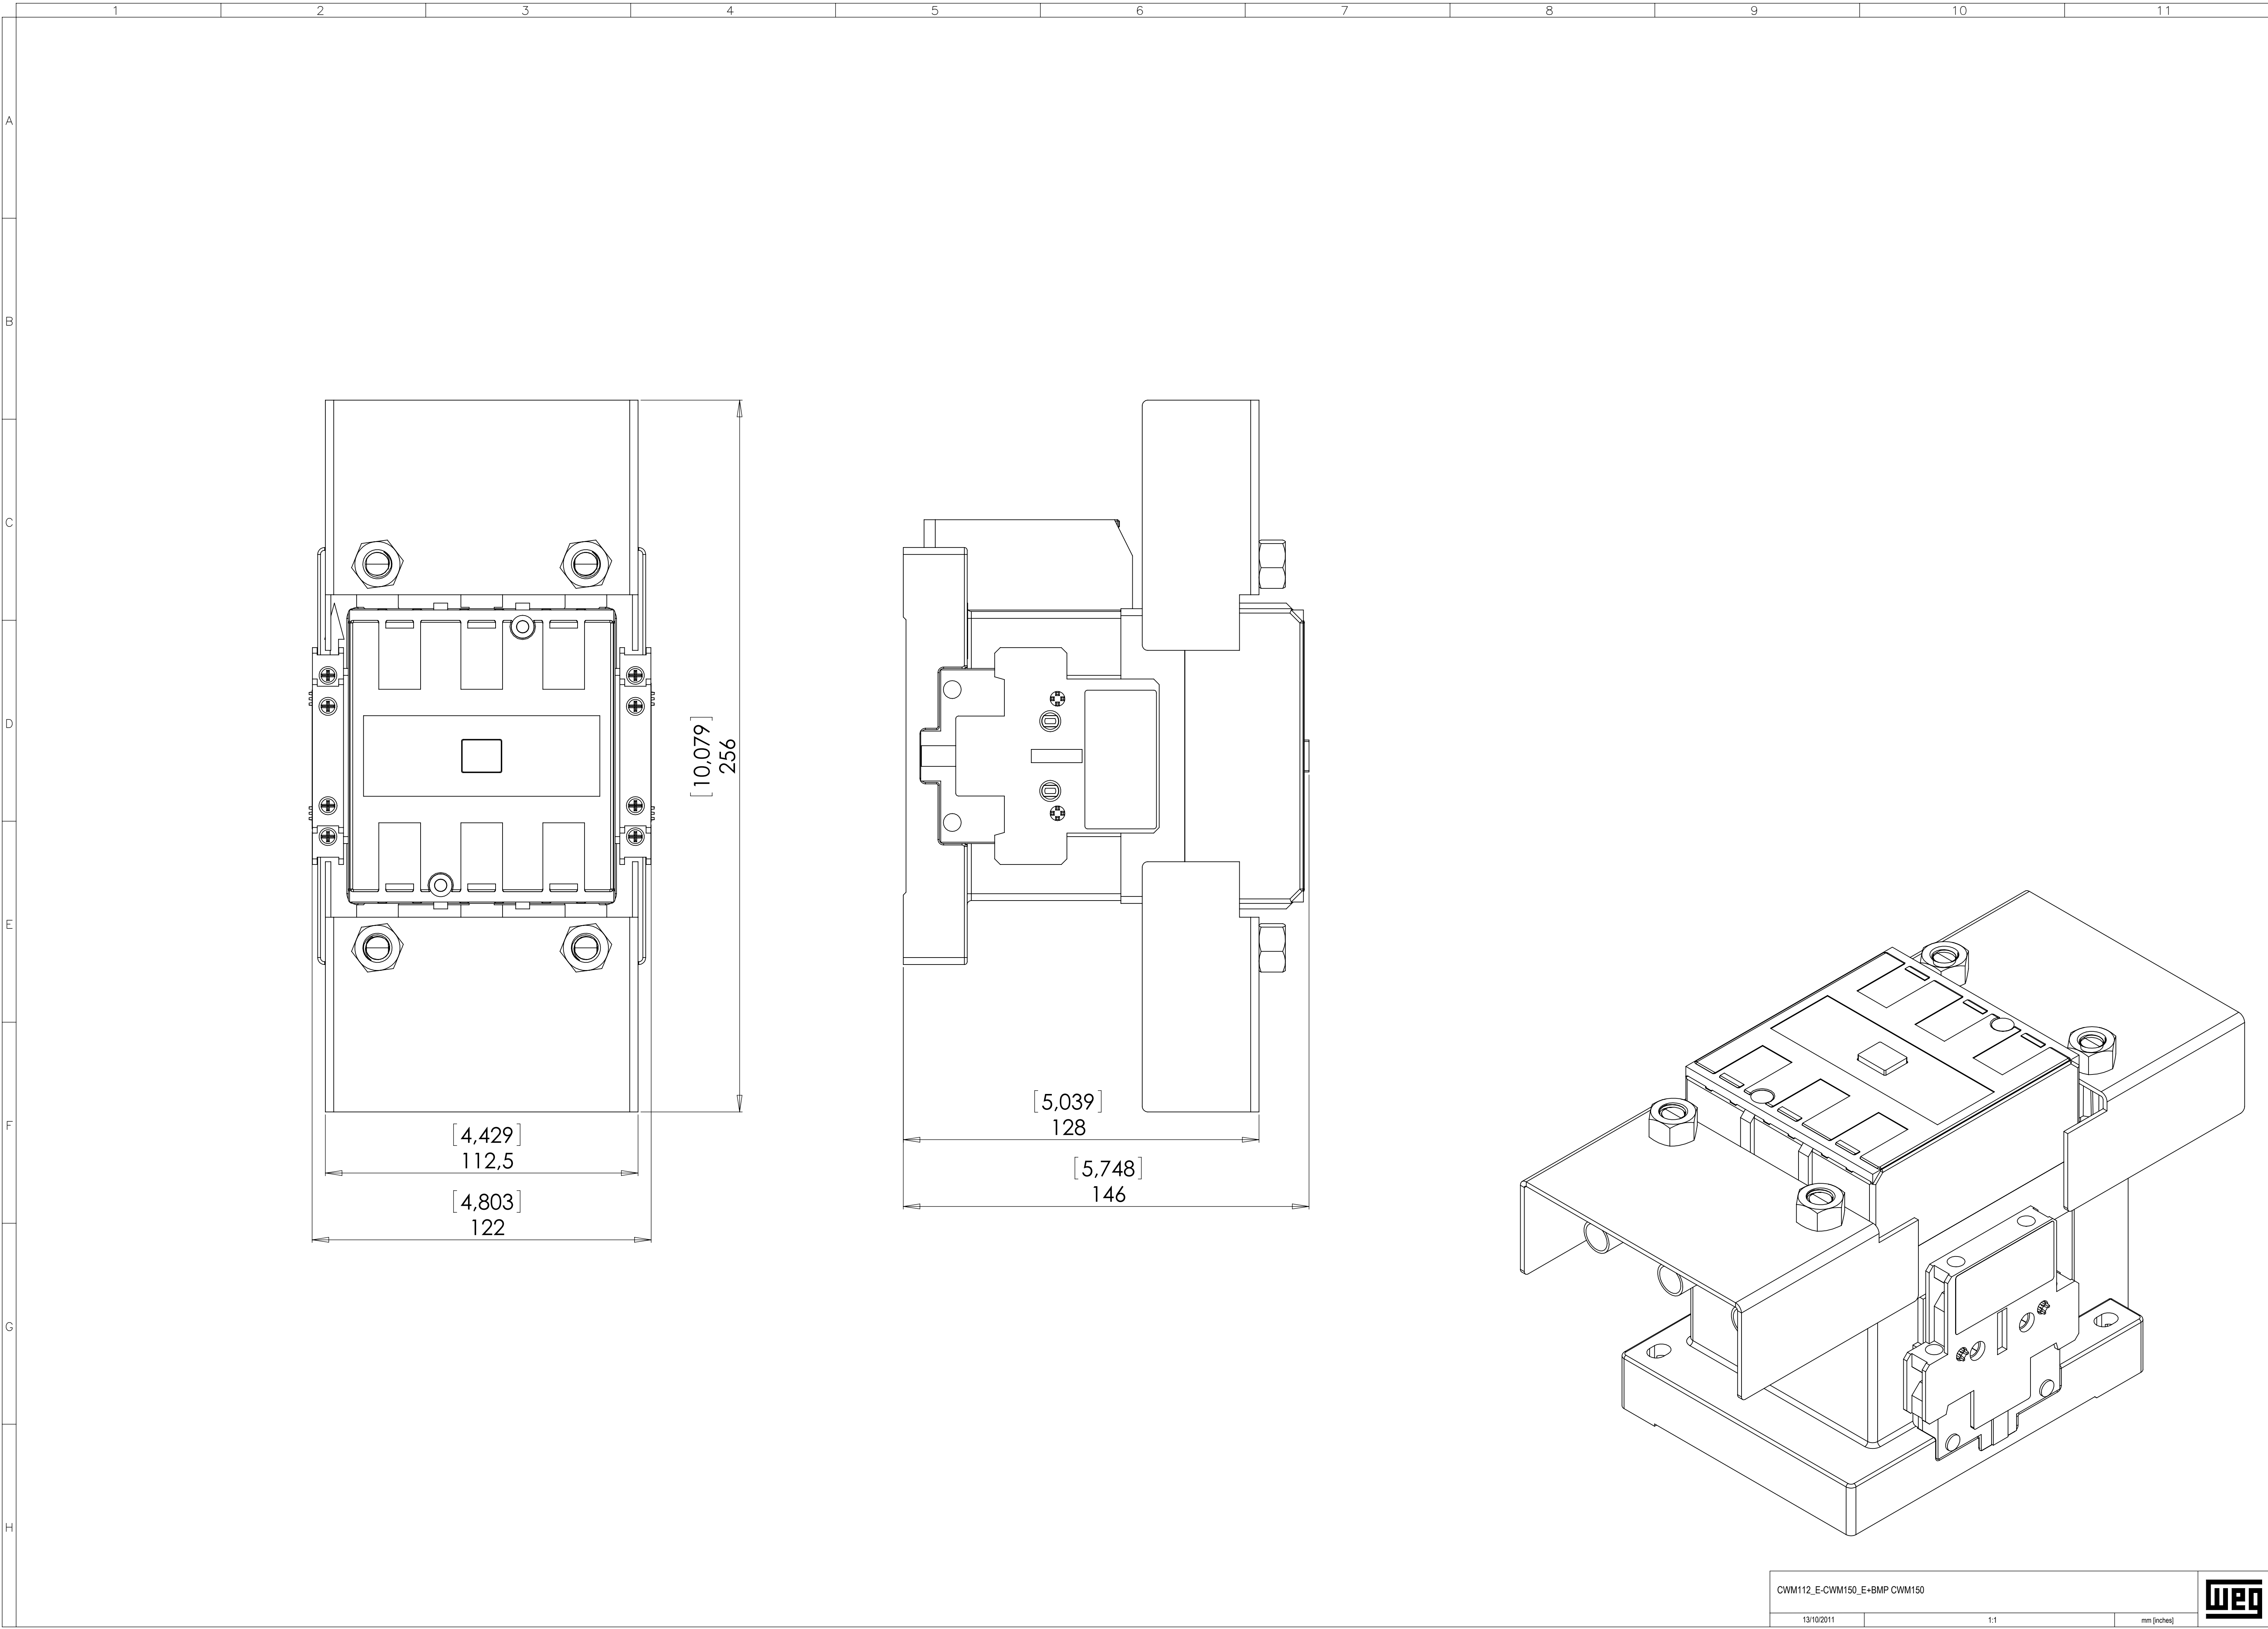 1 2 3 4 5 6 7 8 9 10 11
A
B
C
D
E
F
G
H
[10,079]
256
[4,429]
112,5
[4,803]
122
[5,039]
128
[5,748]
146
CWM112_E-CWM150_E+BMP CWM150
13/10/2011 1:1 mm [inches]
weg